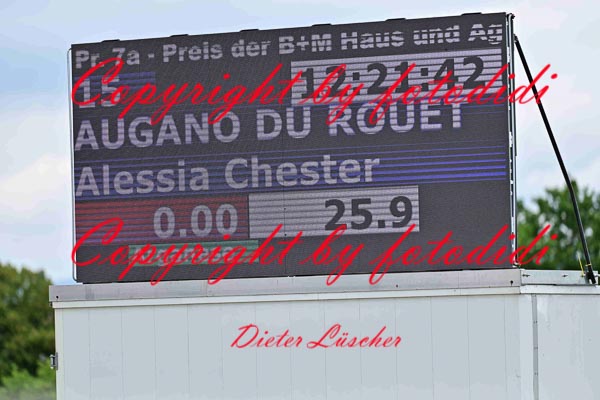 Pr. 7a - Preis der B+M Haus und Ag
15 12:21:42
Copyright by fotodidi
AUGANO DU ROUET
Alessia Chester
0.00 25.9
Copyright by fotodidi
Dieter Lüscher